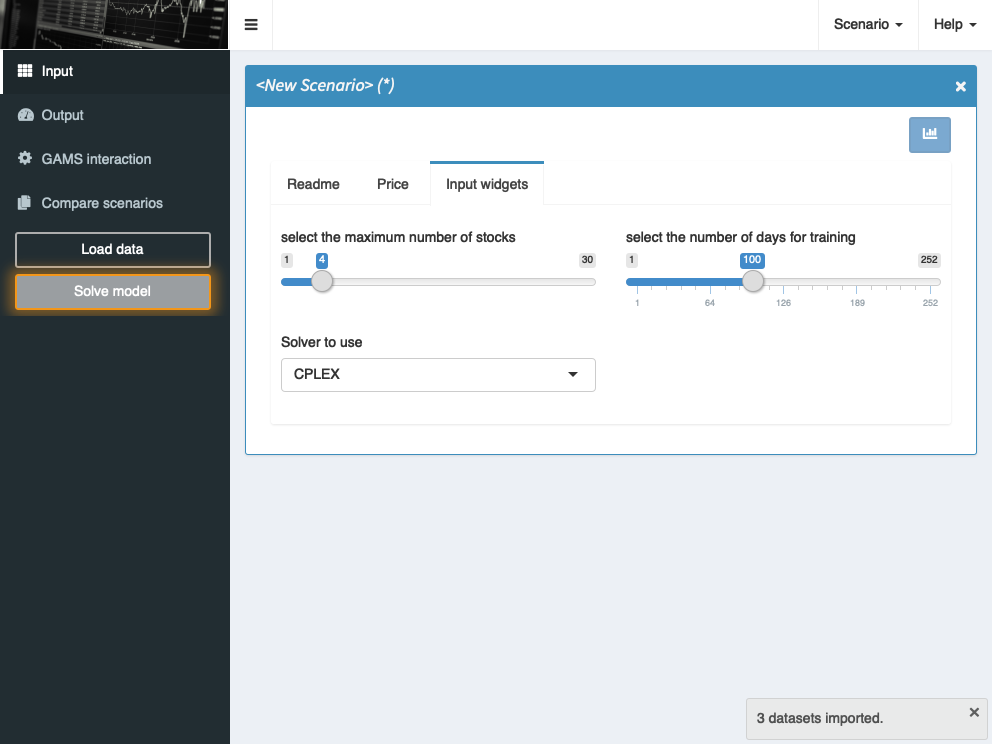 Scenario
Help
Input
Output
GAMS interaction
Compare scenarios
Load data
Solve model
<New Scenario> (*)
Readme
Price
Input widgets
select the maximum number of stocks
1
4
30
select the number of days for training
1
100
252
1
64
126
189
252
Solver to use
CPLEX
3 datasets imported.